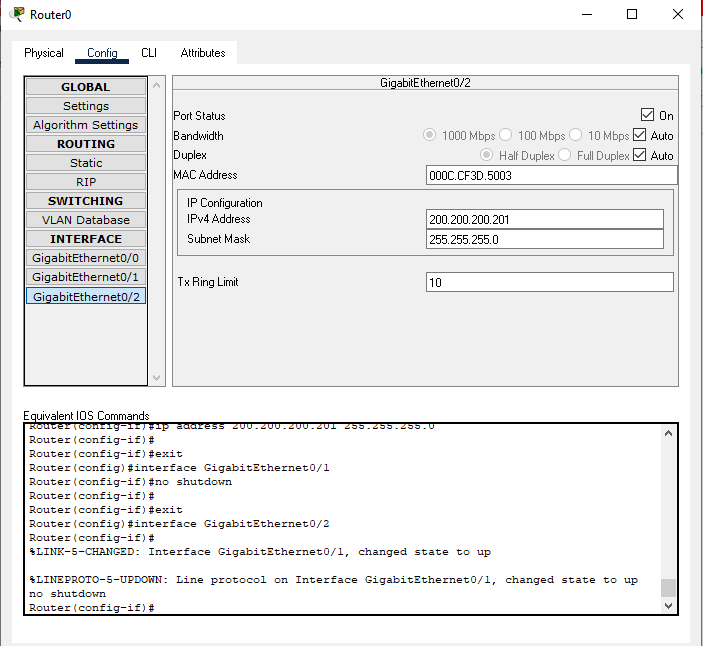 Router0
Physical Config CLI Attributes
GLOBAL
Settings
Algorithm Settings
ROUTING
Static
RIP
SWITCHING
VLAN Database
INTERFACE
GigabitEthernet0/0
GigabitEthernet0/1
GigabitEthernet0/2
GigabitEthernet0/2
Port Status On
Bandwidth 1000 Mbps 100 Mbps 10 Mbps Auto
Duplex Half Duplex Full Duplex Auto
MAC Address 000C.CF3D.5003
IP Configuration
IPv4 Address 200.200.200.201
Subnet Mask 255.255.255.0
Tx Ring Limit 10
Equivalent IOS Commands
Router(config-if)#ip address 200.200.200.201 255.255.255.0
Router(config-if)#
Router(config-if)#exit
Router(config)#interface GigabitEthernet0/1
Router(config-if)#no shutdown
Router(config-if)#
Router(config-if)#exit
Router(config)#interface GigabitEthernet0/2
Router(config-if)#
%LINK-5-CHANGED: Interface GigabitEthernet0/1, changed state to up
%LINEPROTO-5-UPDOWN: Line protocol on Interface GigabitEthernet0/1, changed state to up
no shutdown
Router(config-if)#